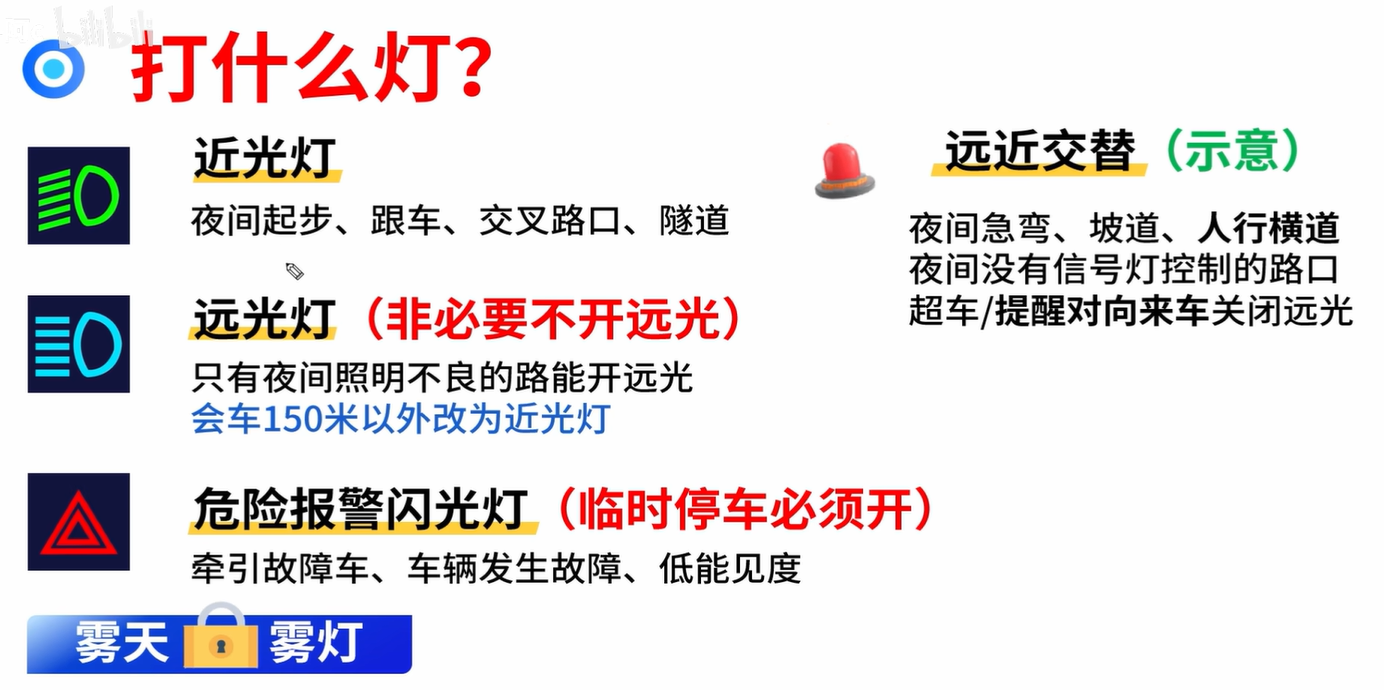 bilibili
打什么灯？
近光灯
夜间起步、跟车、交叉路口、隧道
远光灯（非必要不开远光）
只有夜间照明不良的路能开远光
会车150米以外改为近光灯
危险报警闪光灯（临时停车必须开）
牵引故障车、车辆发生故障、低能见度
雾天 雾灯
远近交替（示意）
夜间急弯、坡道、人行横道
夜间没有信号灯控制的路口
超车/提醒对向来车关闭远光